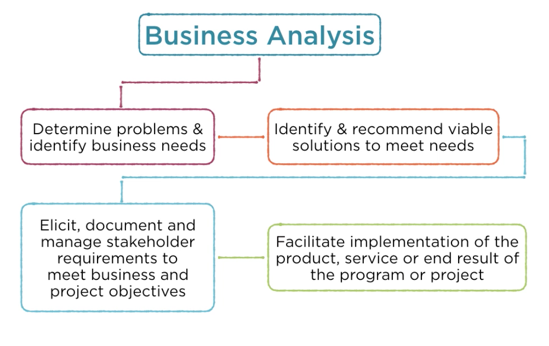 Business Analysis
Determine problems &
identify business needs
Identify & recommend viable
solutions to meet needs
Elicit, document and
manage stakeholder
requirements to
meet business and
project objectives
Facilitate implementation of the
product, service or end result of
the program or project